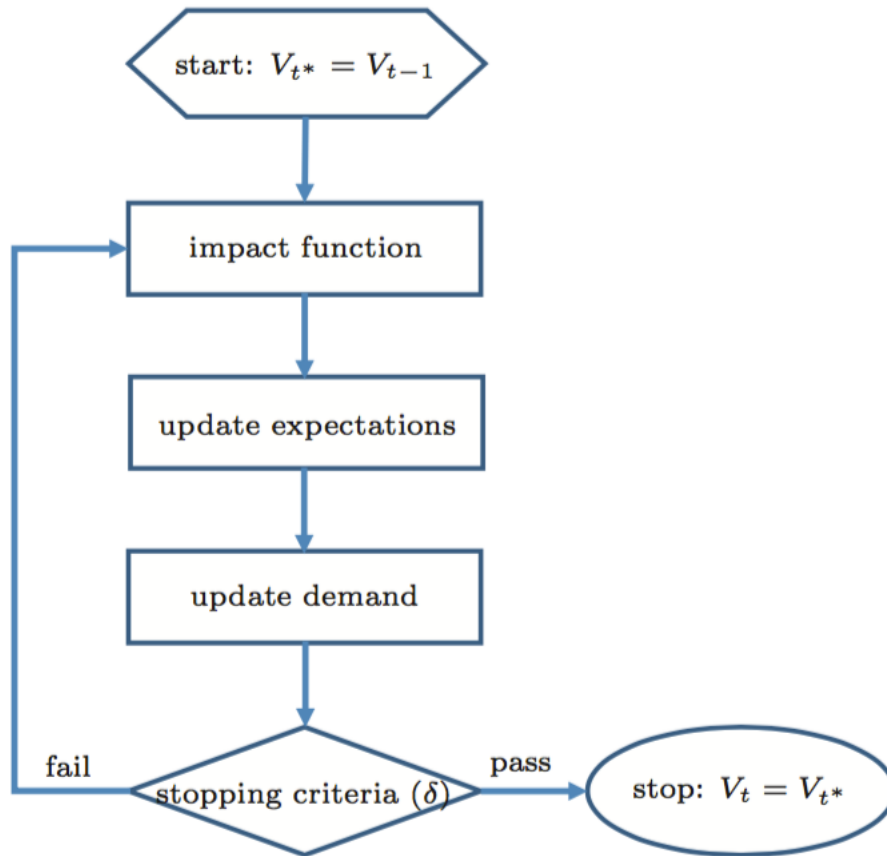 start: $V_{t^*} = V_{t-1}$
impact function
update expectations
update demand
fail
pass
stopping criteria ($\delta$)
stop: $V_t = V_{t^*}$